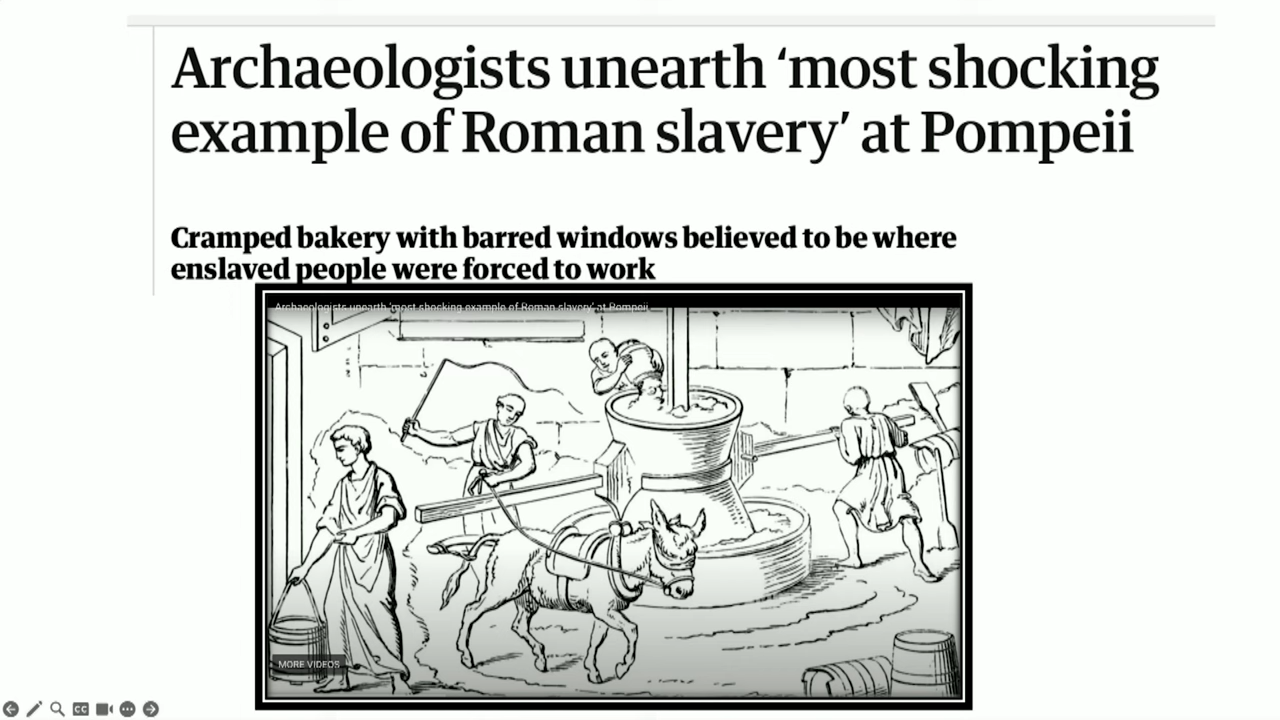 Archaeologists unearth ‘most shocking
example of Roman slavery’ at Pompeii
Cramped bakery with barred windows believed to be where
enslaved people were forced to work
Archaeologists unearth 'most shocking example of Roman slavery' at Pompeii
MORE VIDEOS
CC